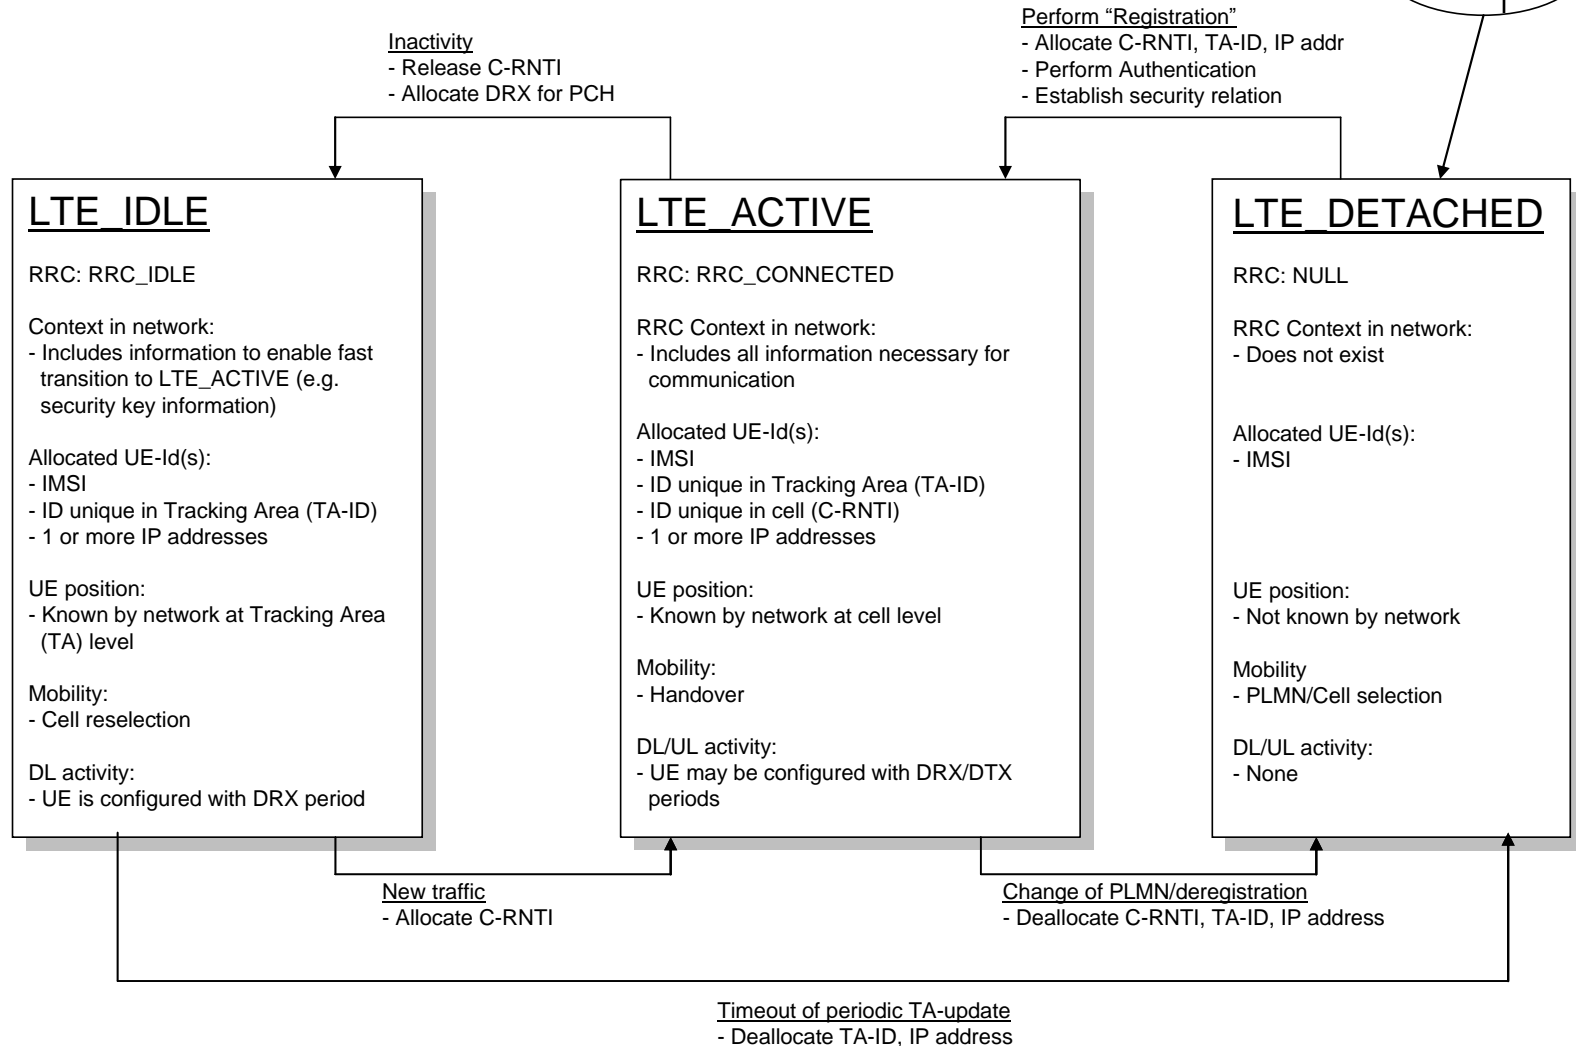 Perform “Registration”
- Allocate C-RNTI, TA-ID, IP addr
- Perform Authentication
- Establish security relation
Inactivity
- Release C-RNTI
- Allocate DRX for PCH
LTE_IDLE
RRC: RRC_IDLE
Context in network:
- Includes information to enable fast
transition to LTE_ACTIVE (e.g.
security key information)
Allocated UE-Id(s):
- IMSI
- ID unique in Tracking Area (TA-ID)
- 1 or more IP addresses
UE position:
- Known by network at Tracking Area
(TA) level
Mobility:
- Cell reselection
DL activity:
- UE is configured with DRX period
LTE_ACTIVE
RRC: RRC_CONNECTED
RRC Context in network:
- Includes all information necessary for
communication
Allocated UE-Id(s):
- IMSI
- ID unique in Tracking Area (TA-ID)
- ID unique in cell (C-RNTI)
- 1 or more IP addresses
UE position:
- Known by network at cell level
Mobility:
- Handover
DL/UL activity:
- UE may be configured with DRX/DTX
periods
LTE_DETACHED
RRC: NULL
RRC Context in network:
- Does not exist
Allocated UE-Id(s):
- IMSI
UE position:
- Not known by network
Mobility
- PLMN/Cell selection
DL/UL activity:
- None
New traffic
- Allocate C-RNTI
Change of PLMN/deregistration
- Deallocate C-RNTI, TA-ID, IP address
Timeout of periodic TA-update
- Deallocate TA-ID, IP address